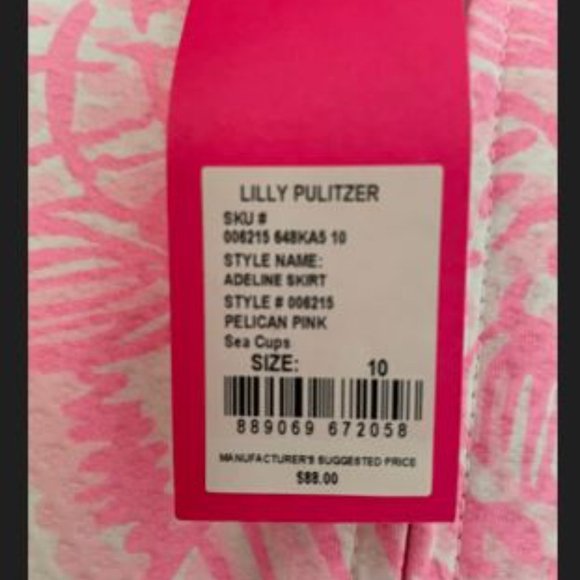 LILLY PULITZER
SKU #
006215 648KA5 10
STYLE NAME:
ADELINE SKIRT
STYLE # 006215
PELICAN PINK
Sea Cups
SIZE: 10
889069 672058
MANUFACTURER'S SUGGESTED PRICE
$88.00